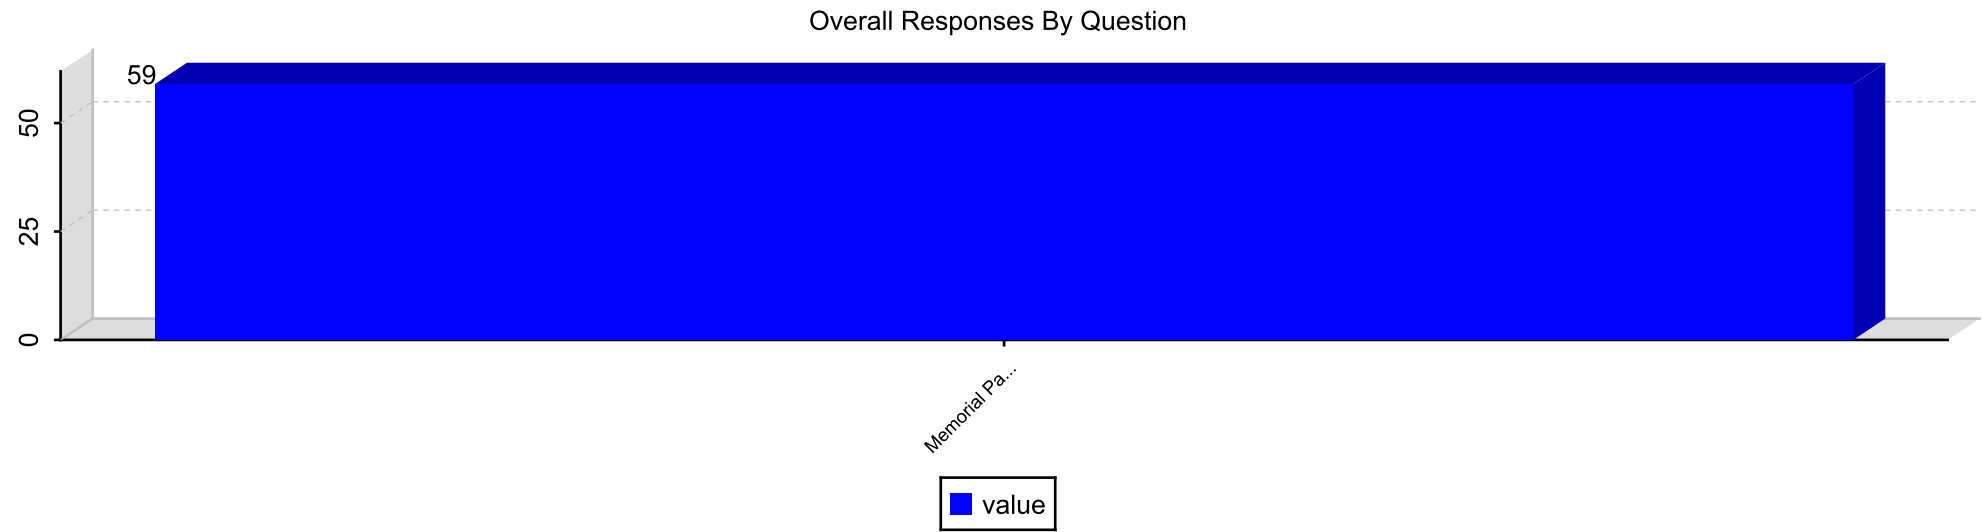 Overall Responses By Question
59
50
25
0
Memorial Pa...
value